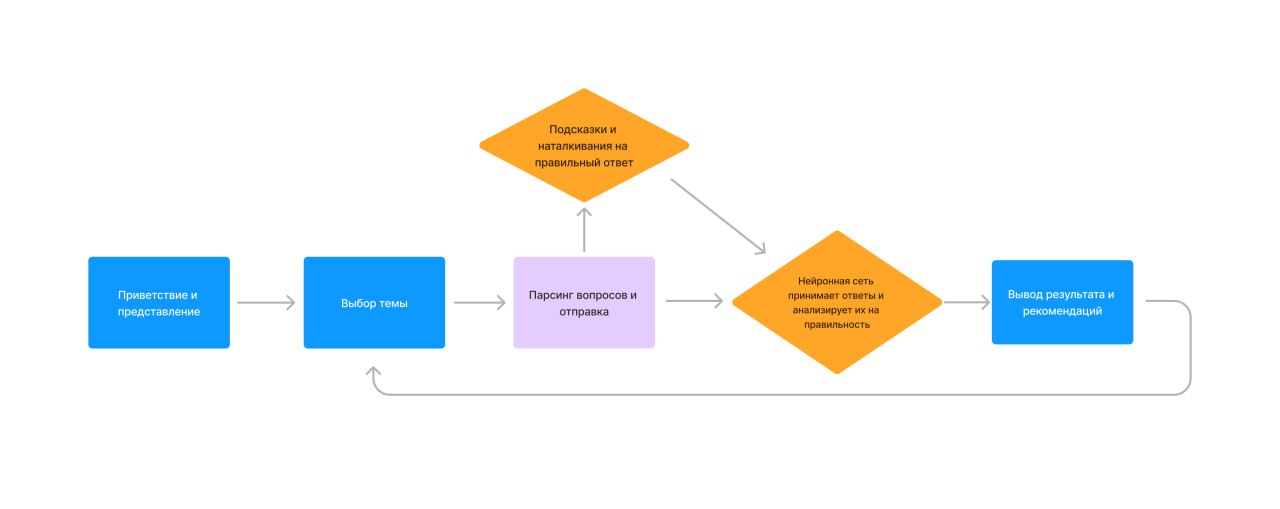 Подсказки и
наталкивания на
правильный ответ
Приветствие и
представление
Выбор темы
Парсинг вопросов и
отправка
Нейронная сеть
принимает ответы и
анализирует их на
правильность
Вывод результата и
рекомендаций